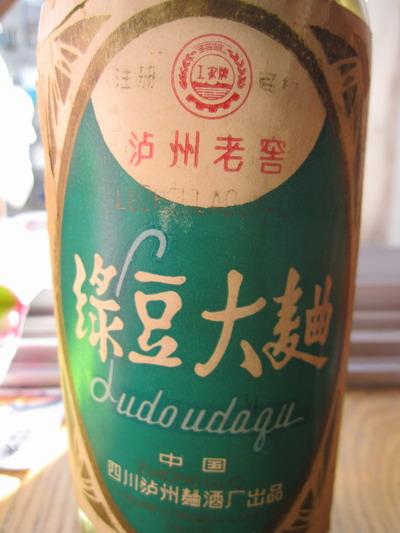 工农牌
注册 商标
泸州老窖
LUZHOULAOJIAO
绿豆大麯
Ludoudaqu
中国
四川泸州麯酒厂出品